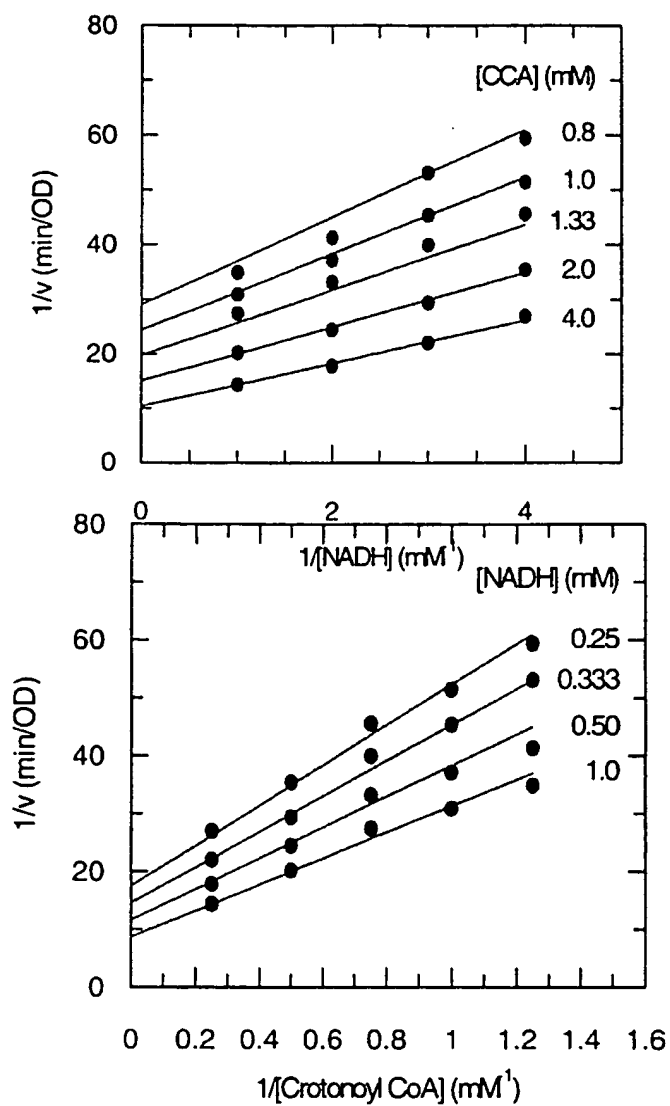 80
[CCA] (mM)
60
0.8
1.0
1.33
40
2.0
20
4.0
0
1/v (min/OD)
0 2 4
1/[NADH] (mM⁻¹)
80
[NADH] (mM)
60
0.25
0.333
40
0.50
1.0
20
0
1/v (min/OD)
0 0.2 0.4 0.6 0.8 1 1.2 1.4 1.6
1/[Crotonoyl CoA] (mM⁻¹)